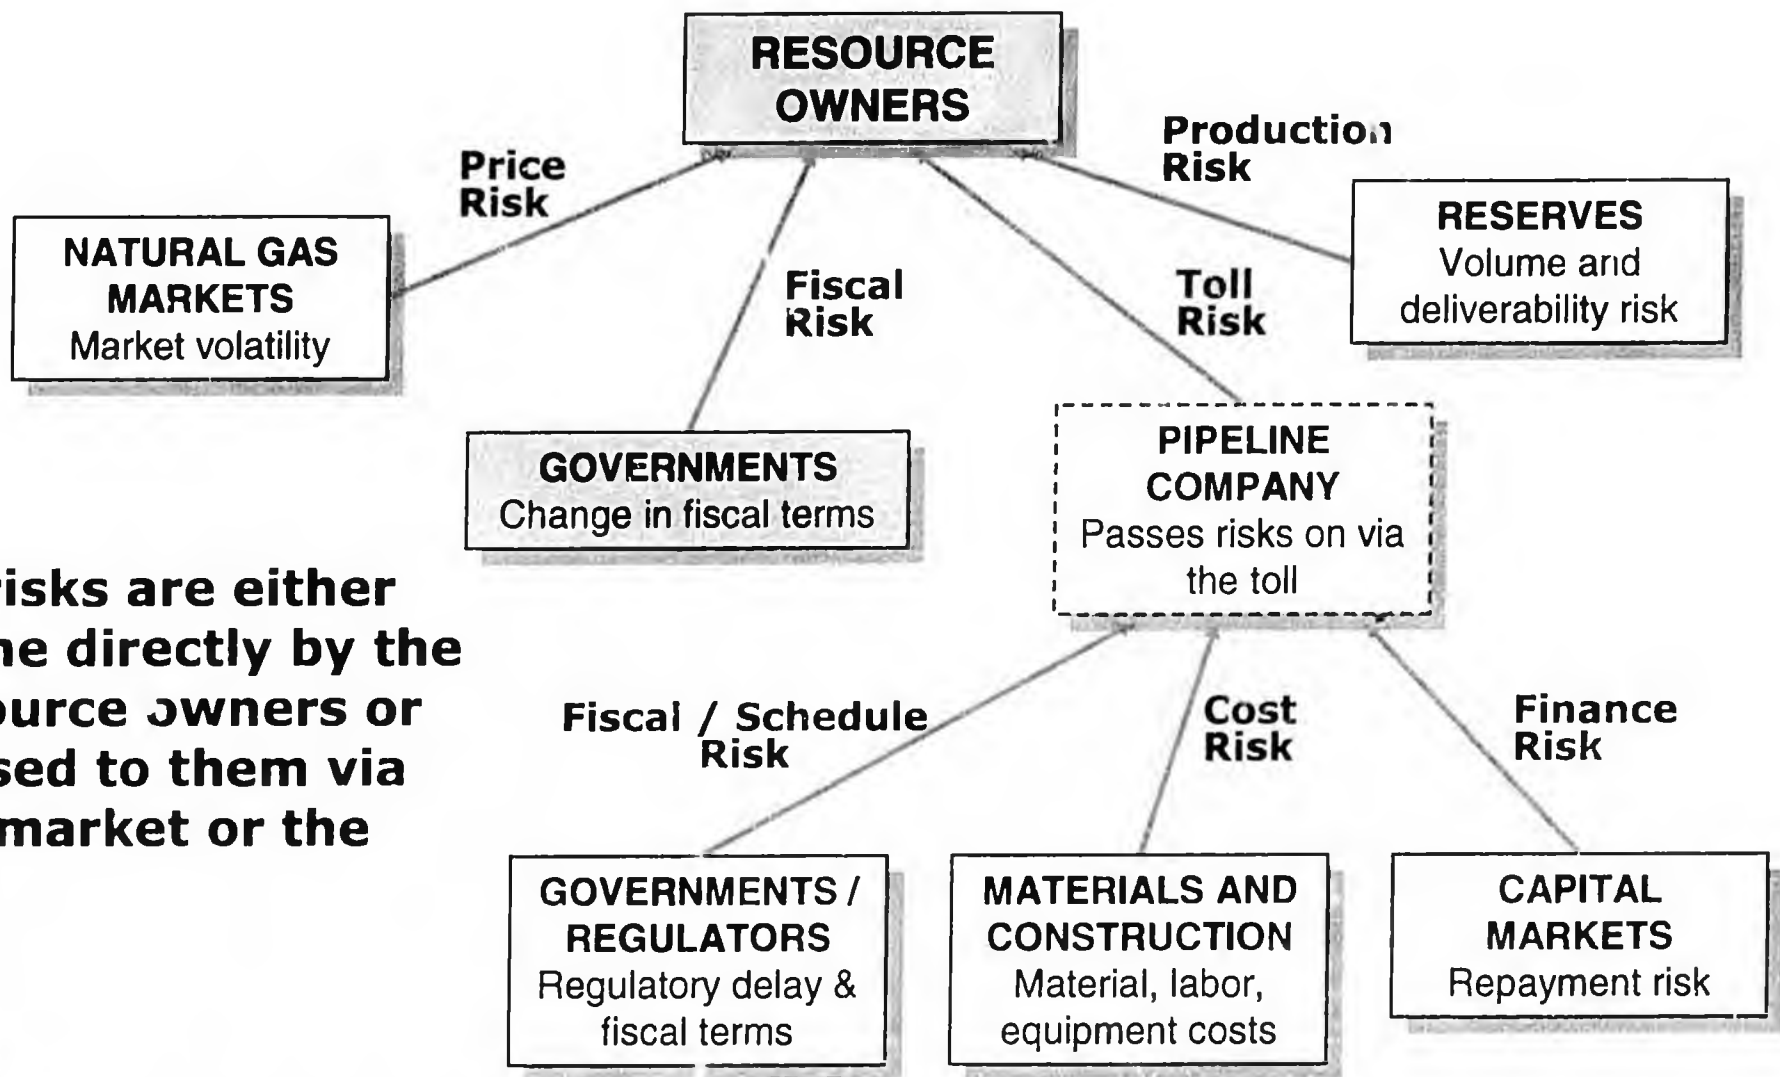 RESOURCE
OWNERS
Price
Risk
Production
Risk
NATURAL GAS
MARKETS
Market volatility
Fiscal
Risk
Toll
Risk
RESERVES
Volume and
deliverability risk
GOVERNMENTS
Change in fiscal terms
PIPELINE
COMPANY
Passes risks on via
the toll
risks are either
ne directly by the
ource owners or
sed to them via
market or the
Fiscal / Schedule
Risk
Cost
Risk
Finance
Risk
GOVERNMENTS /
REGULATORS
Regulatory delay &
fiscal terms
MATERIALS AND
CONSTRUCTION
Material, labor,
equipment costs
CAPITAL
MARKETS
Repayment risk